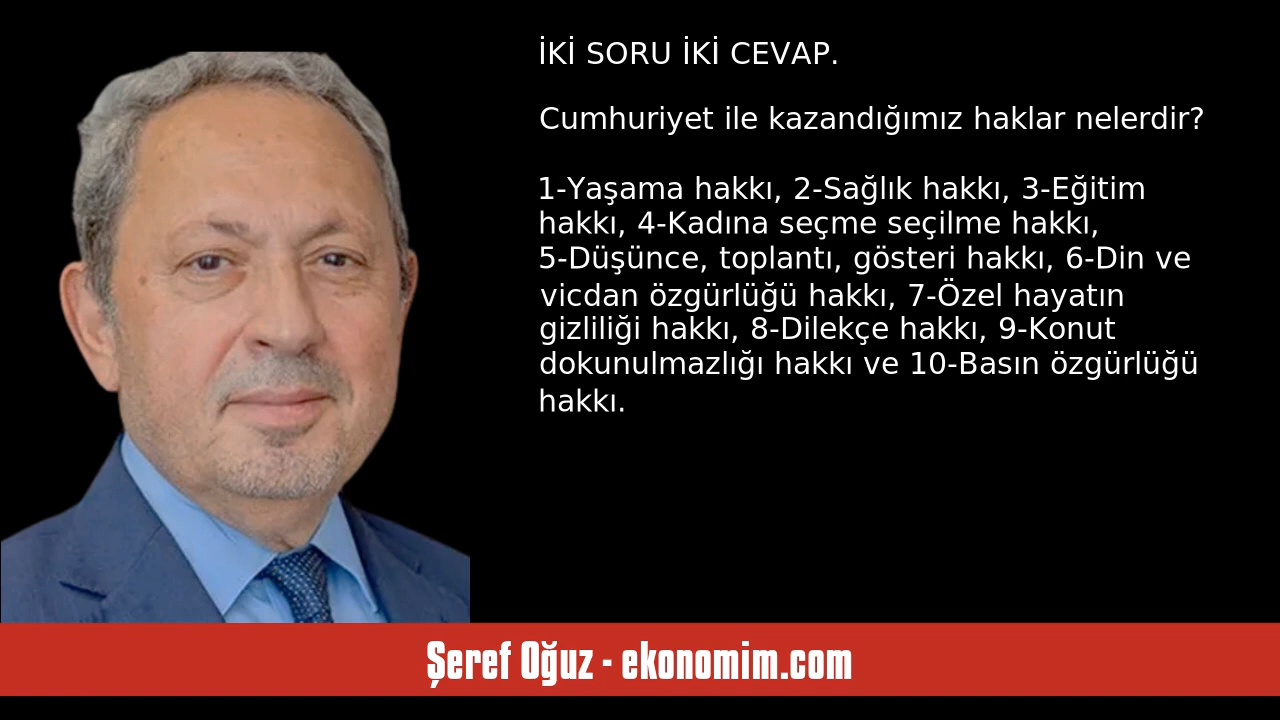 İKİ SORU İKİ CEVAP.
Cumhuriyet ile kazandığımız haklar nelerdir?
1-Yaşama hakkı, 2-Sağlık hakkı, 3-Eğitim
hakkı, 4-Kadına seçme seçilme hakkı,
5-Düşünce, toplantı, gösteri hakkı, 6-Din ve
vicdan özgürlüğü hakkı, 7-Özel hayatın
gizliliği hakkı, 8-Dilekçe hakkı, 9-Konut
dokunulmazlığı hakkı ve 10-Basın özgürlüğü
hakkı.
Şeref Oğuz - ekonomim.com